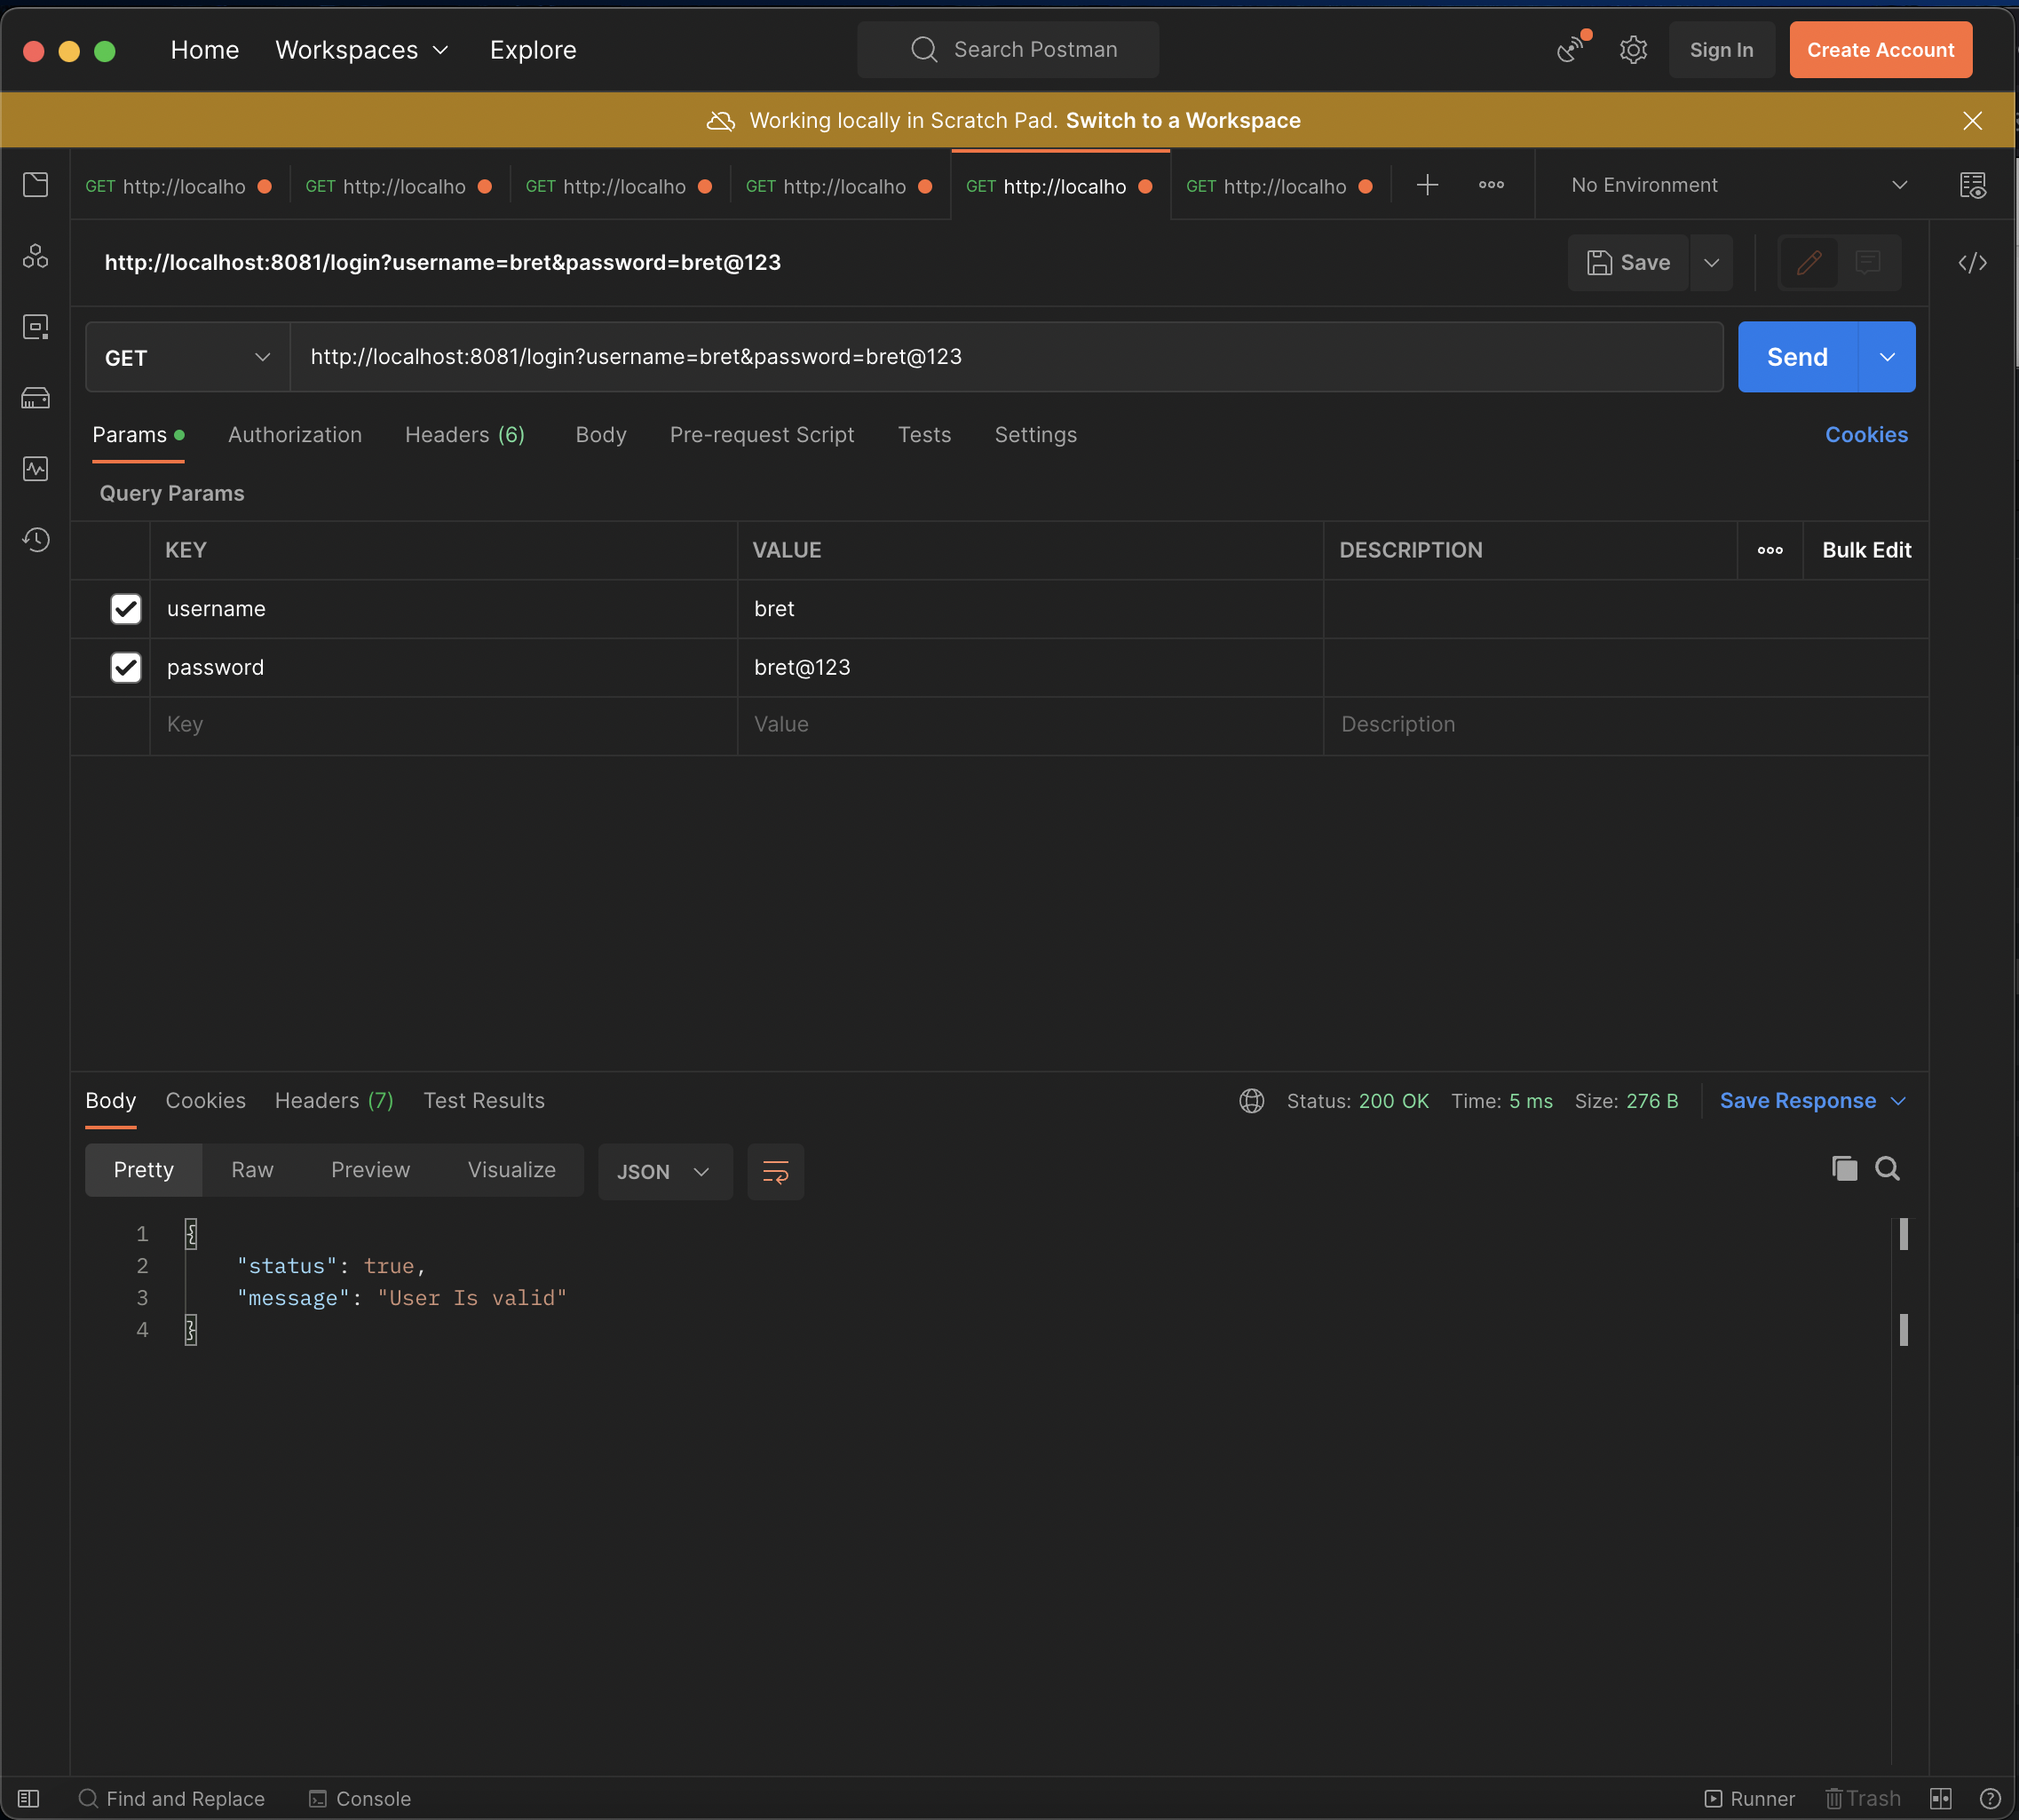 Home Workspaces Explore Search Postman Sign In Create Account
Working locally in Scratch Pad. Switch to a Workspace
GET http://localho GET http://localho GET http://localho GET http://localho GET http://localho GET http://localho No Environment
http://localhost:8081/login?username=bret&password=bret@123 Save
GET http://localhost:8081/login?username=bret&password=bret@123 Send
Params Authorization Headers (6) Body Pre-request Script Tests Settings Cookies
Query Params
KEY VALUE DESCRIPTION Bulk Edit
username bret
password bret@123
Key Value Description
Body Cookies Headers (7) Test Results Status: 200 OK Time: 5 ms Size: 276 B Save Response
Pretty Raw Preview Visualize JSON
1 {
2 "status": true,
3 "message": "User Is valid"
4 }
Find and Replace Console Runner Trash